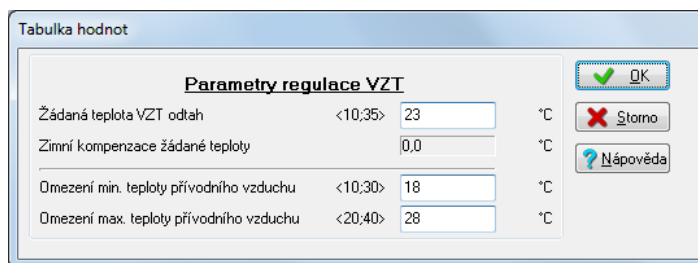 Tabulka hodnot
Parametry regulace VZT
Žádaná teplota VZT odtah <10;35> 23 °C
Zimní kompenzace žádané teploty 0,0 °C
Omezení min. teploty přívodního vzduchu <10;30> 18 °C
Omezení max. teploty přívodního vzduchu <20;40> 28 °C
OK
Storno
Nápověda